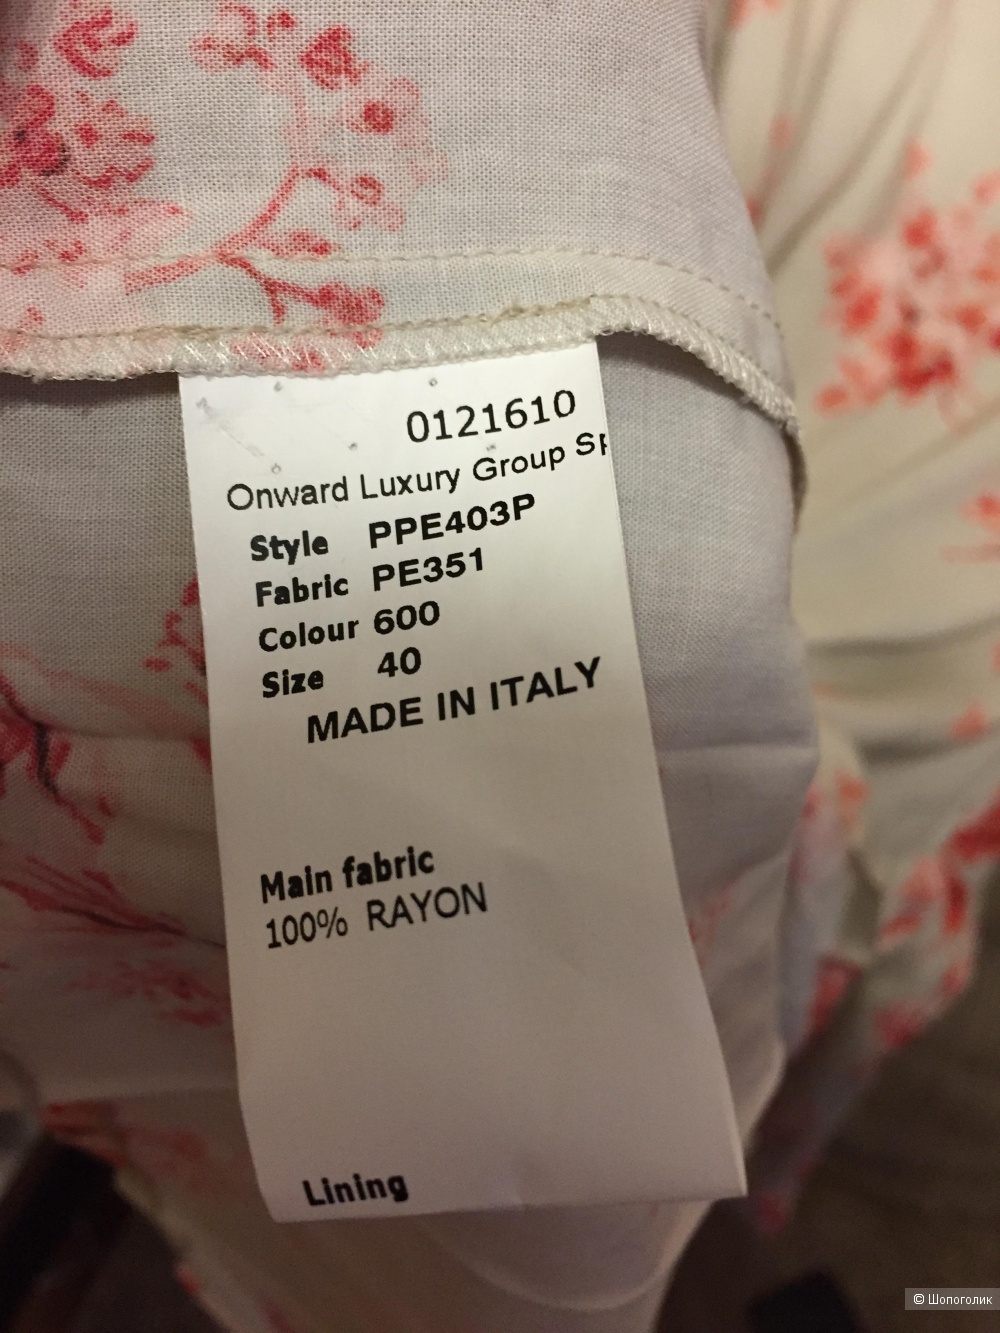 0121610
Onward Luxury Group Sp
Style PPE403P
Fabric PE351
Colour 600
Size 40
MADE IN ITALY
Main fabric
100% RAYON
Lining
© Шопоголик